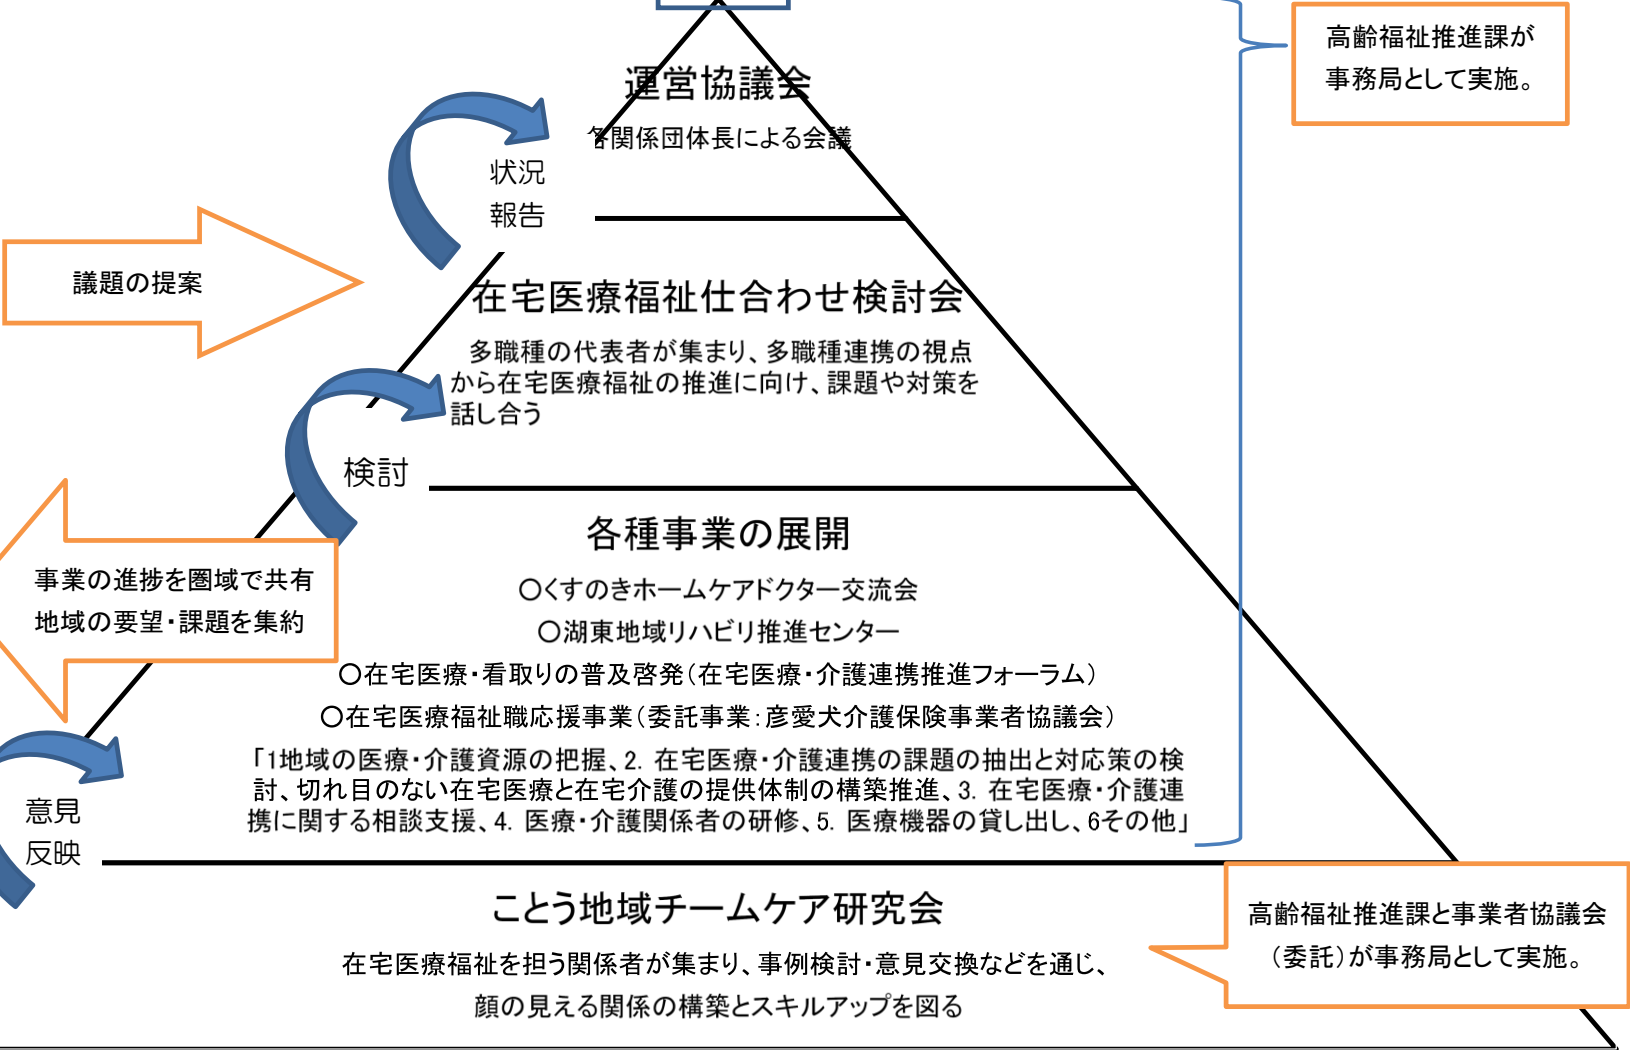 高齢福祉推進課が
事務局として実施。
運営協議会
各関係団体長による会議
状況
報告
議題の提案
在宅医療福祉仕合わせ検討会
多職種の代表者が集まり、多職種連携の視点
から在宅医療福祉の推進に向け、課題や対策を
話し合う
検討
各種事業の展開
○くすのきホームケアドクター交流会
○湖東地域リハビリ推進センター
○在宅医療・看取りの普及啓発（在宅医療・介護連携推進フォーラム）
○在宅医療福祉職応援事業（委託事業：彦愛犬介護保険事業者協議会）
「1地域の医療・介護資源の把握、2. 在宅医療・介護連携の課題の抽出と対応策の検
討、切れ目のない在宅医療と在宅介護の提供体制の構築推進、3. 在宅医療・介護連
携に関する相談支援、4. 医療・介護関係者の研修、5. 医療機器の貸し出し、6その他」
事業の進捗を圏域で共有
地域の要望・課題を集約
意見
反映
ことう地域チームケア研究会
在宅医療福祉を担う関係者が集まり、事例検討・意見交換などを通じ、
顔の見える関係の構築とスキルアップを図る
高齢福祉推進課と事業者協議会
（委託）が事務局として実施。